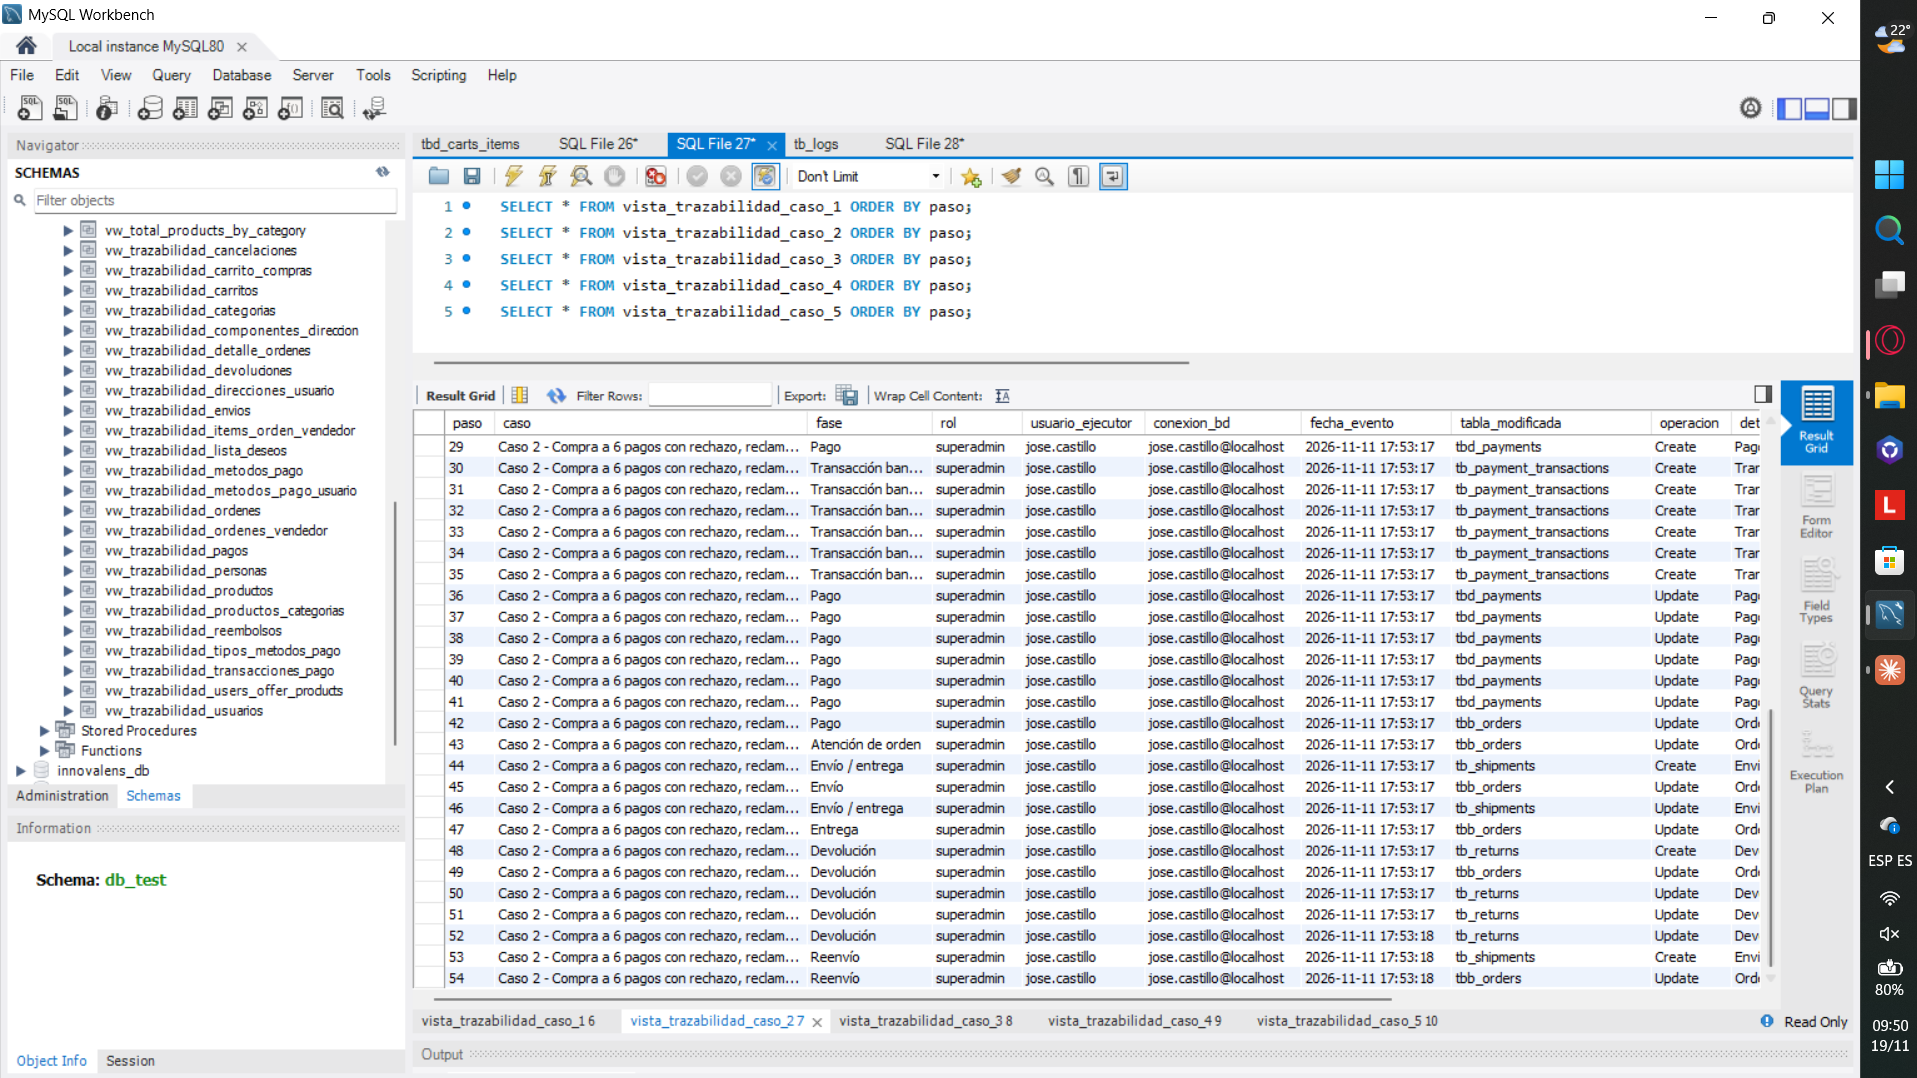 MySQL Workbench
Local instance MySQL80
File Edit View Query Database Server Tools Scripting Help
Navigator
SCHEMAS
Filter objects
vw_total_products_by_category
vw_trazabilidad_cancelaciones
vw_trazabilidad_carrito_compras
vw_trazabilidad_carritos
vw_trazabilidad_categorias
vw_trazabilidad_componentes_direccion
vw_trazabilidad_detalle_ordenes
vw_trazabilidad_devoluciones
vw_trazabilidad_direcciones_usuario
vw_trazabilidad_envios
vw_trazabilidad_items_orden_vendedor
vw_trazabilidad_lista_deseos
vw_trazabilidad_metodos_pago
vw_trazabilidad_metodos_pago_usuario
vw_trazabilidad_ordenes
vw_trazabilidad_ordenes_vendedor
vw_trazabilidad_pagos
vw_trazabilidad_personas
vw_trazabilidad_productos
vw_trazabilidad_productos_categorias
vw_trazabilidad_reembolsos
vw_trazabilidad_tipos_metodos_pago
vw_trazabilidad_transacciones_pago
vw_trazabilidad_users_offer_products
vw_trazabilidad_usuarios
Stored Procedures
Functions
innovalens_db
Administration Schemas
Information
Schema: db_test
Object Info Session
tbd_carts_items SQL File 26* SQL File 27* tb_logs SQL File 28*
Don't Limit
1 SELECT * FROM vista_trazabilidad_caso_1 ORDER BY paso;
2 SELECT * FROM vista_trazabilidad_caso_2 ORDER BY paso;
3 SELECT * FROM vista_trazabilidad_caso_3 ORDER BY paso;
4 SELECT * FROM vista_trazabilidad_caso_4 ORDER BY paso;
5 SELECT * FROM vista_trazabilidad_caso_5 ORDER BY paso;
Result Grid Filter Rows: Export: Wrap Cell Content:
paso caso fase rol usuario_ejecutor conexion_bd fecha_evento tabla_modificada operacion det
29 Caso 2 - Compra a 6 pagos con rechazo, reclam... Pago superadmin jose.castillo jose.castillo@localhost 2026-11-11 17:53:17 tbd_payments Create Pag
30 Caso 2 - Compra a 6 pagos con rechazo, reclam... Transacción ban... superadmin jose.castillo jose.castillo@localhost 2026-11-11 17:53:17 tb_payment_transactions Create Trar
31 Caso 2 - Compra a 6 pagos con rechazo, reclam... Transacción ban... superadmin jose.castillo jose.castillo@localhost 2026-11-11 17:53:17 tb_payment_transactions Create Trar
32 Caso 2 - Compra a 6 pagos con rechazo, reclam... Transacción ban... superadmin jose.castillo jose.castillo@localhost 2026-11-11 17:53:17 tb_payment_transactions Create Trar
33 Caso 2 - Compra a 6 pagos con rechazo, reclam... Transacción ban... superadmin jose.castillo jose.castillo@localhost 2026-11-11 17:53:17 tb_payment_transactions Create Trar
34 Caso 2 - Compra a 6 pagos con rechazo, reclam... Transacción ban... superadmin jose.castillo jose.castillo@localhost 2026-11-11 17:53:17 tb_payment_transactions Create Trar
35 Caso 2 - Compra a 6 pagos con rechazo, reclam... Transacción ban... superadmin jose.castillo jose.castillo@localhost 2026-11-11 17:53:17 tb_payment_transactions Create Trar
36 Caso 2 - Compra a 6 pagos con rechazo, reclam... Pago superadmin jose.castillo jose.castillo@localhost 2026-11-11 17:53:17 tbd_payments Update Pag
37 Caso 2 - Compra a 6 pagos con rechazo, reclam... Pago superadmin jose.castillo jose.castillo@localhost 2026-11-11 17:53:17 tbd_payments Update Pag
38 Caso 2 - Compra a 6 pagos con rechazo, reclam... Pago superadmin jose.castillo jose.castillo@localhost 2026-11-11 17:53:17 tbd_payments Update Pag
39 Caso 2 - Compra a 6 pagos con rechazo, reclam... Pago superadmin jose.castillo jose.castillo@localhost 2026-11-11 17:53:17 tbd_payments Update Pag
40 Caso 2 - Compra a 6 pagos con rechazo, reclam... Pago superadmin jose.castillo jose.castillo@localhost 2026-11-11 17:53:17 tbd_payments Update Pag
41 Caso 2 - Compra a 6 pagos con rechazo, reclam... Pago superadmin jose.castillo jose.castillo@localhost 2026-11-11 17:53:17 tbd_payments Update Pag
42 Caso 2 - Compra a 6 pagos con rechazo, reclam... Pago superadmin jose.castillo jose.castillo@localhost 2026-11-11 17:53:17 tbb_orders Update Ord
43 Caso 2 - Compra a 6 pagos con rechazo, reclam... Atención de orden superadmin jose.castillo jose.castillo@localhost 2026-11-11 17:53:17 tbb_orders Update Ord
44 Caso 2 - Compra a 6 pagos con rechazo, reclam... Envío / entrega superadmin jose.castillo jose.castillo@localhost 2026-11-11 17:53:17 tb_shipments Create Envi
45 Caso 2 - Compra a 6 pagos con rechazo, reclam... Envío superadmin jose.castillo jose.castillo@localhost 2026-11-11 17:53:17 tbb_orders Update Ord
46 Caso 2 - Compra a 6 pagos con rechazo, reclam... Envío / entrega superadmin jose.castillo jose.castillo@localhost 2026-11-11 17:53:17 tb_shipments Update Envi
47 Caso 2 - Compra a 6 pagos con rechazo, reclam... Entrega superadmin jose.castillo jose.castillo@localhost 2026-11-11 17:53:17 tbb_orders Update Ord
48 Caso 2 - Compra a 6 pagos con rechazo, reclam... Devolución superadmin jose.castillo jose.castillo@localhost 2026-11-11 17:53:17 tb_returns Create Dev
49 Caso 2 - Compra a 6 pagos con rechazo, reclam... Devolución superadmin jose.castillo jose.castillo@localhost 2026-11-11 17:53:17 tbb_orders Update Ord
50 Caso 2 - Compra a 6 pagos con rechazo, reclam... Devolución superadmin jose.castillo jose.castillo@localhost 2026-11-11 17:53:17 tb_returns Update Dev
51 Caso 2 - Compra a 6 pagos con rechazo, reclam... Devolución superadmin jose.castillo jose.castillo@localhost 2026-11-11 17:53:17 tb_returns Update Dev
52 Caso 2 - Compra a 6 pagos con rechazo, reclam... Devolución superadmin jose.castillo jose.castillo@localhost 2026-11-11 17:53:18 tb_returns Update Dev
53 Caso 2 - Compra a 6 pagos con rechazo, reclam... Reenvío superadmin jose.castillo jose.castillo@localhost 2026-11-11 17:53:18 tb_shipments Create Envi
54 Caso 2 - Compra a 6 pagos con rechazo, reclam... Reenvío superadmin jose.castillo jose.castillo@localhost 2026-11-11 17:53:18 tbb_orders Update Ord
vista_trazabilidad_caso_1 6 vista_trazabilidad_caso_2 7 vista_trazabilidad_caso_3 8 vista_trazabilidad_caso_4 9 vista_trazabilidad_caso_5 10
Read Only
Output
Result
Grid
Form
Editor
Field
Types
Query
Stats
Execution
Plan
22°
L
ESP ES
80%
09:50
19/11